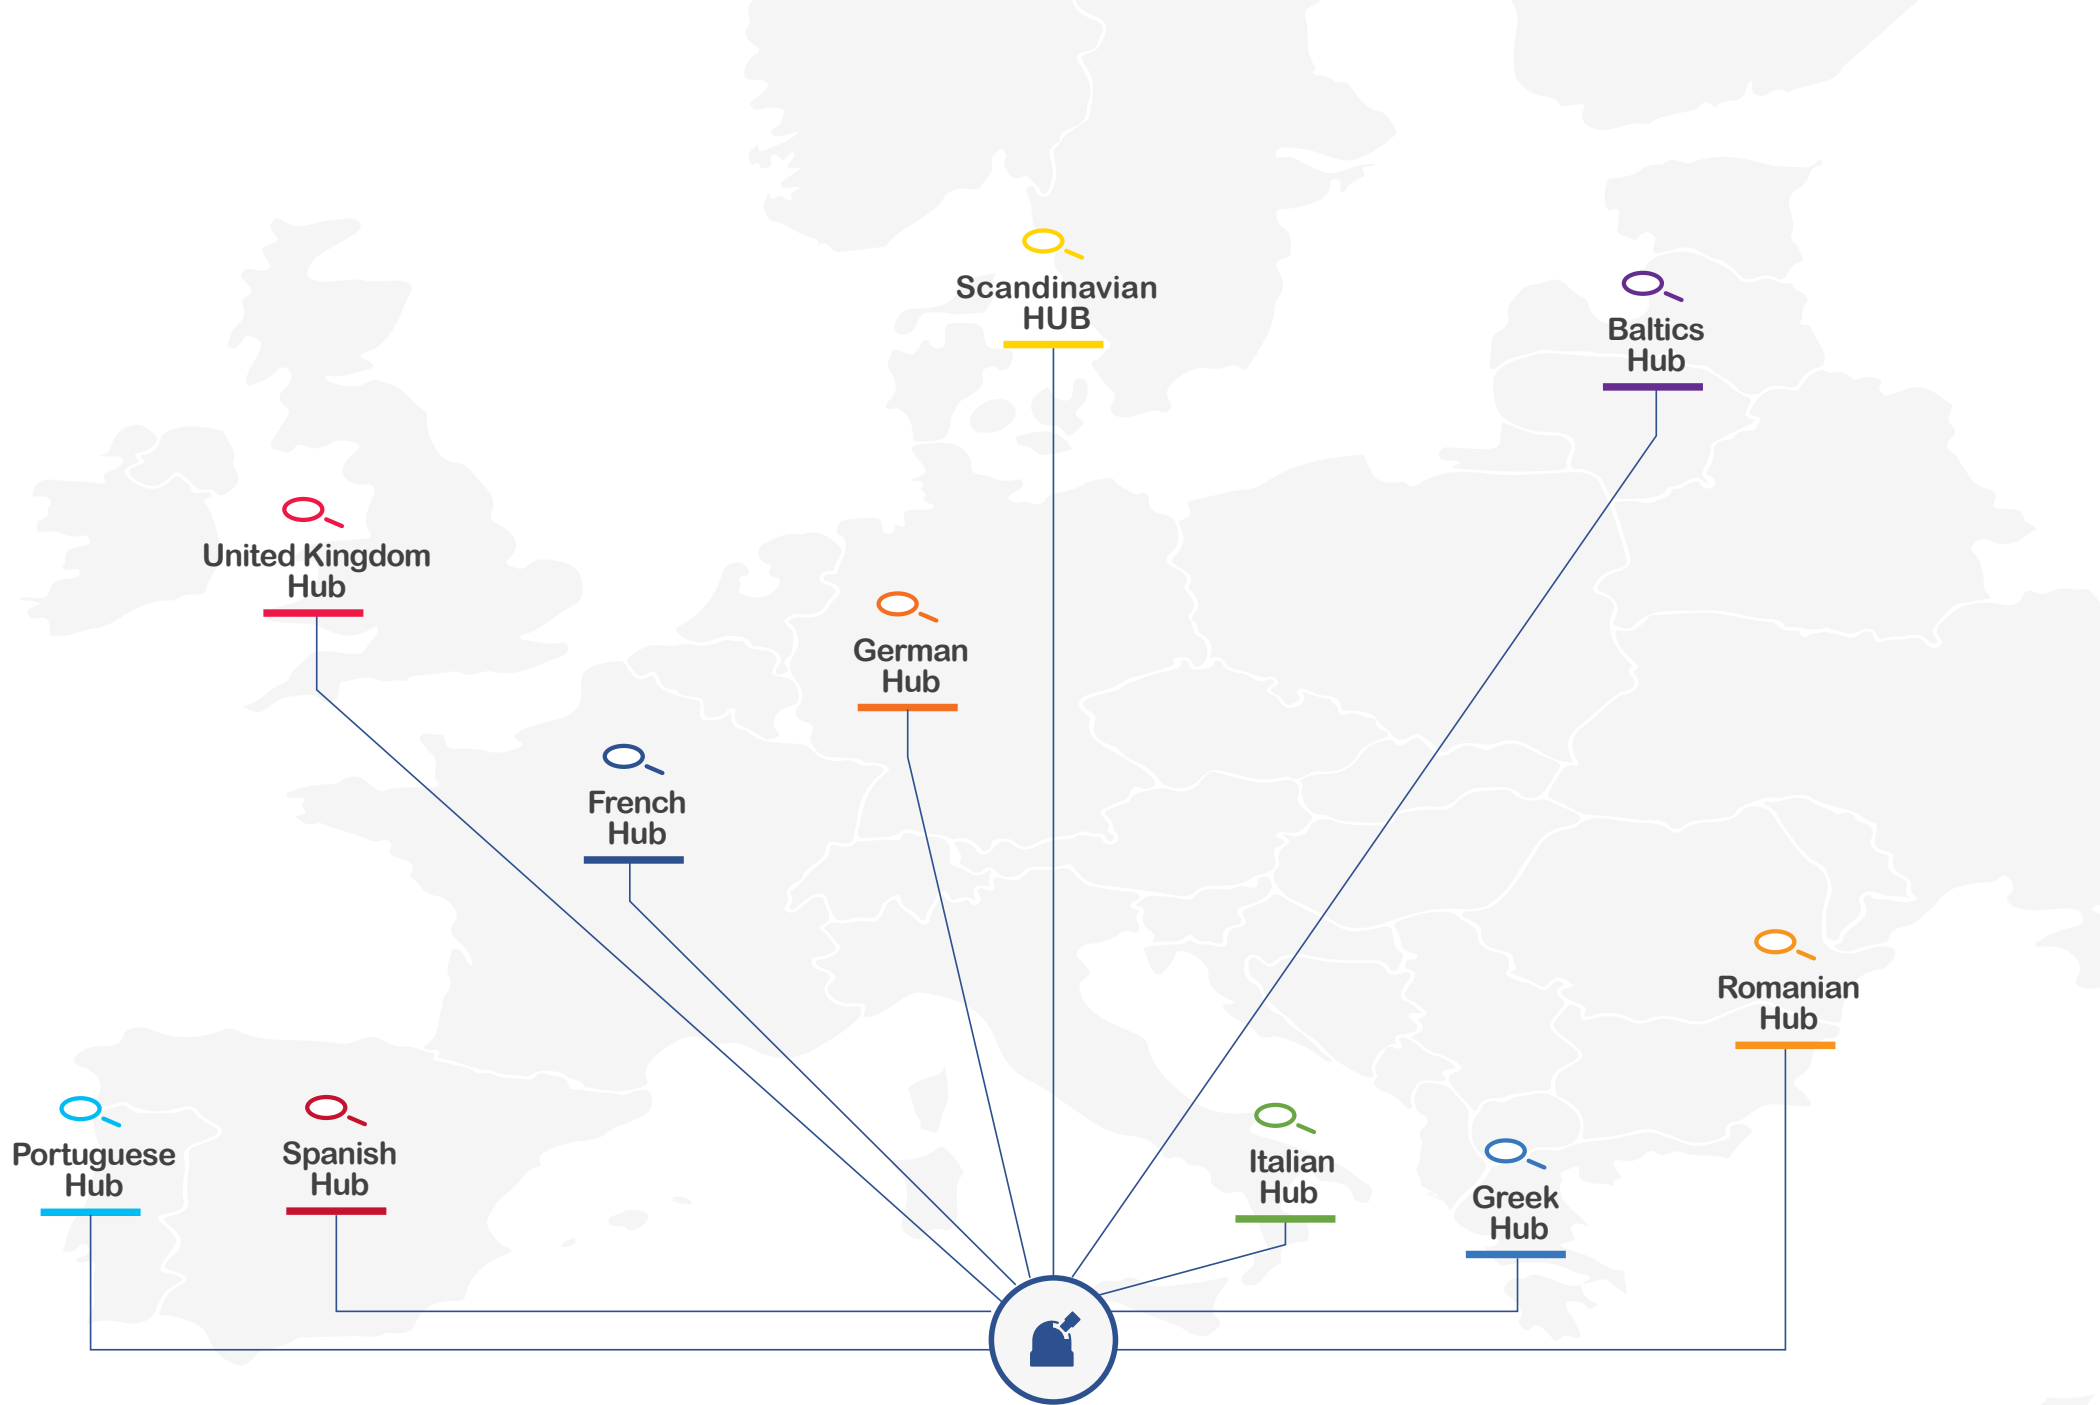 Scandinavian
HUB
Baltics
Hub
United Kingdom
Hub
German
Hub
French
Hub
Romanian
Hub
Portuguese
Hub
Spanish
Hub
Italian
Hub
Greek
Hub